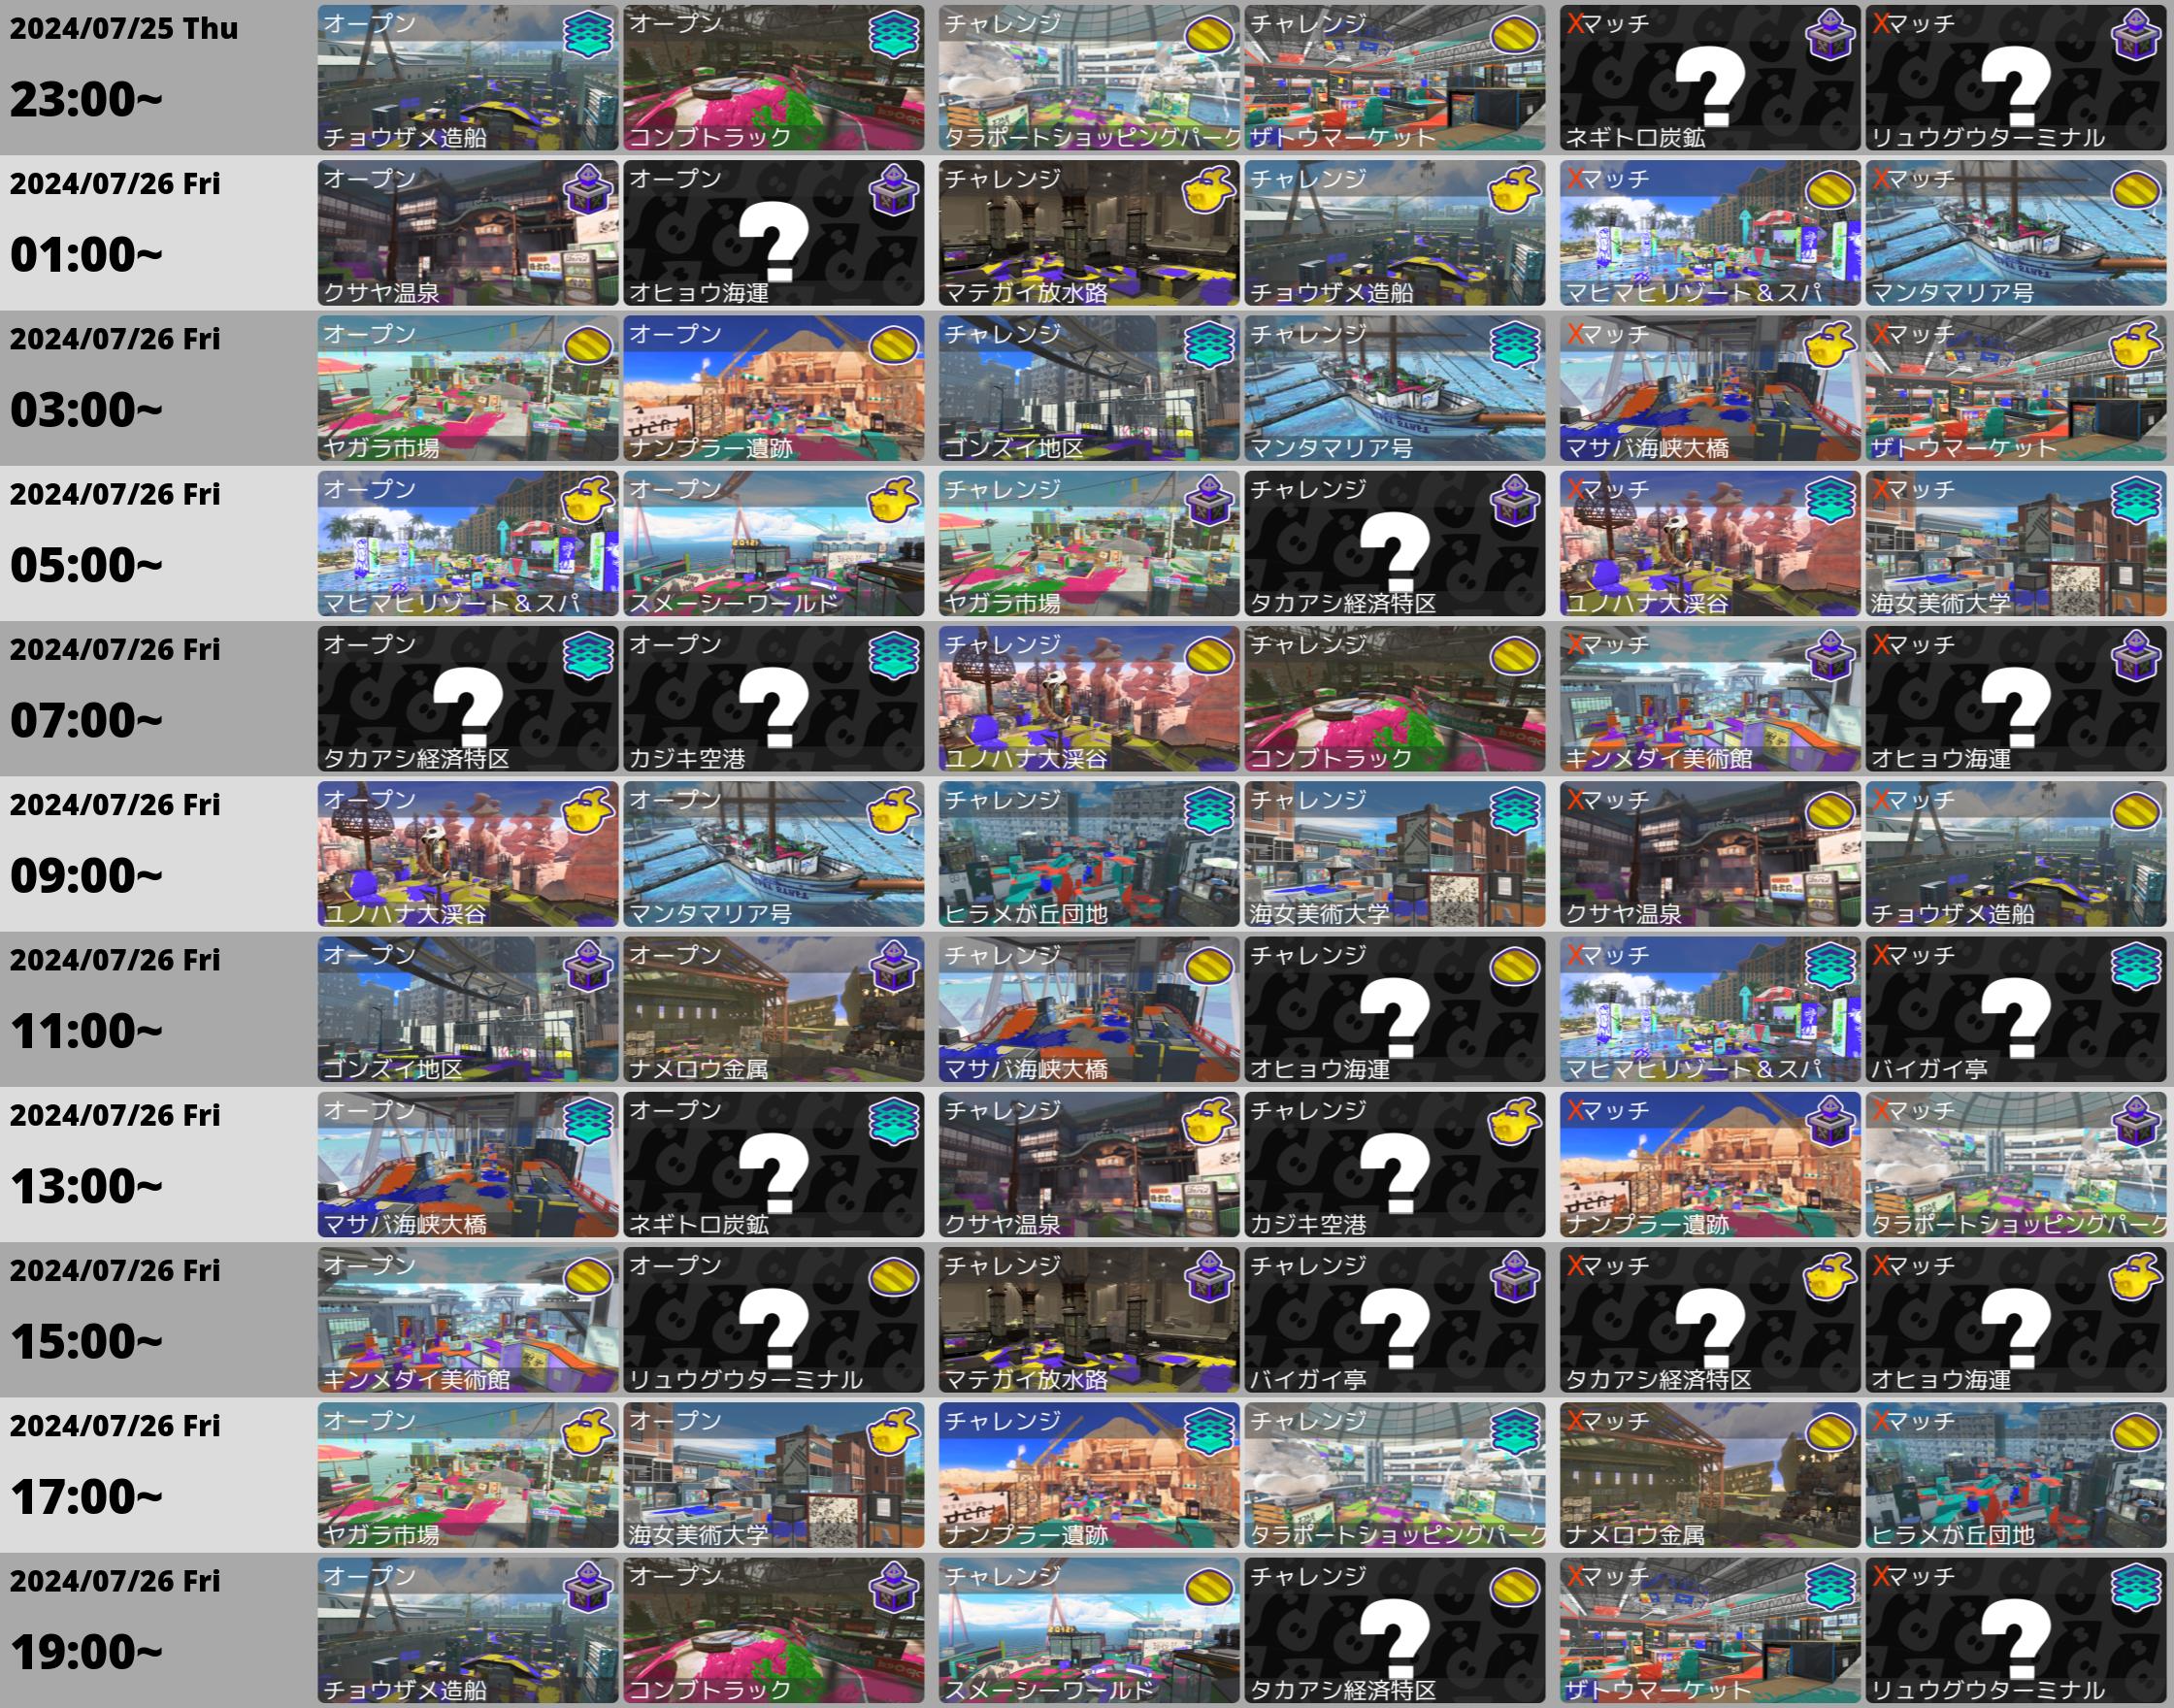 2024/07/25 Thu
23:00~
オープン
チョウザメ造船
オープン
コンブトラック
チャレンジ
タラポートショッピングパーク
チャレンジ
ザトウマーケット
Xマッチ
ネギトロ炭鉱
Xマッチ
リュウグウターミナル
2024/07/26 Fri
01:00~
オープン
クサヤ温泉
オープン
オヒョウ海運
チャレンジ
マテガイ放水路
チャレンジ
チョウザメ造船
Xマッチ
マヒマヒリゾート&スパ
Xマッチ
マンタマリア号
2024/07/26 Fri
03:00~
オープン
ヤガラ市場
オープン
ナンプラー遺跡
チャレンジ
ゴンズイ地区
チャレンジ
マンタマリア号
Xマッチ
マサバ海峡大橋
Xマッチ
ザトウマーケット
2024/07/26 Fri
05:00~
オープン
マヒマヒリゾート&スパ
オープン
スメーシーワールド
チャレンジ
ヤガラ市場
チャレンジ
タカアシ経済特区
Xマッチ
ユノハナ大渓谷
Xマッチ
海女美術大学
2024/07/26 Fri
07:00~
オープン
タカアシ経済特区
オープン
カジキ空港
チャレンジ
ユノハナ大渓谷
チャレンジ
コンブトラック
Xマッチ
キンメダイ美術館
Xマッチ
オヒョウ海運
2024/07/26 Fri
09:00~
オープン
ユノハナ大渓谷
オープン
マンタマリア号
チャレンジ
ヒラメが丘団地
チャレンジ
海女美術大学
Xマッチ
クサヤ温泉
Xマッチ
チョウザメ造船
2024/07/26 Fri
11:00~
オープン
ゴンズイ地区
オープン
ナメロウ金属
チャレンジ
マサバ海峡大橋
チャレンジ
オヒョウ海運
Xマッチ
マヒマヒリゾート&スパ
Xマッチ
バイガイ亭
2024/07/26 Fri
13:00~
オープン
マサバ海峡大橋
オープン
ネギトロ炭鉱
チャレンジ
クサヤ温泉
チャレンジ
カジキ空港
Xマッチ
ナンプラー遺跡
Xマッチ
タラポートショッピングパーク
2024/07/26 Fri
15:00~
オープン
キンメダイ美術館
オープン
リュウグウターミナル
チャレンジ
マテガイ放水路
チャレンジ
バイガイ亭
Xマッチ
タカアシ経済特区
Xマッチ
オヒョウ海運
2024/07/26 Fri
17:00~
オープン
ヤガラ市場
オープン
海女美術大学
チャレンジ
ナンプラー遺跡
チャレンジ
タラポートショッピングパーク
Xマッチ
ナメロウ金属
Xマッチ
ヒラメが丘団地
2024/07/26 Fri
19:00~
オープン
チョウザメ造船
オープン
コンブトラック
チャレンジ
スメーシーワールド
チャレンジ
タカアシ経済特区
Xマッチ
ザトウマーケット
Xマッチ
リュウグウターミナル